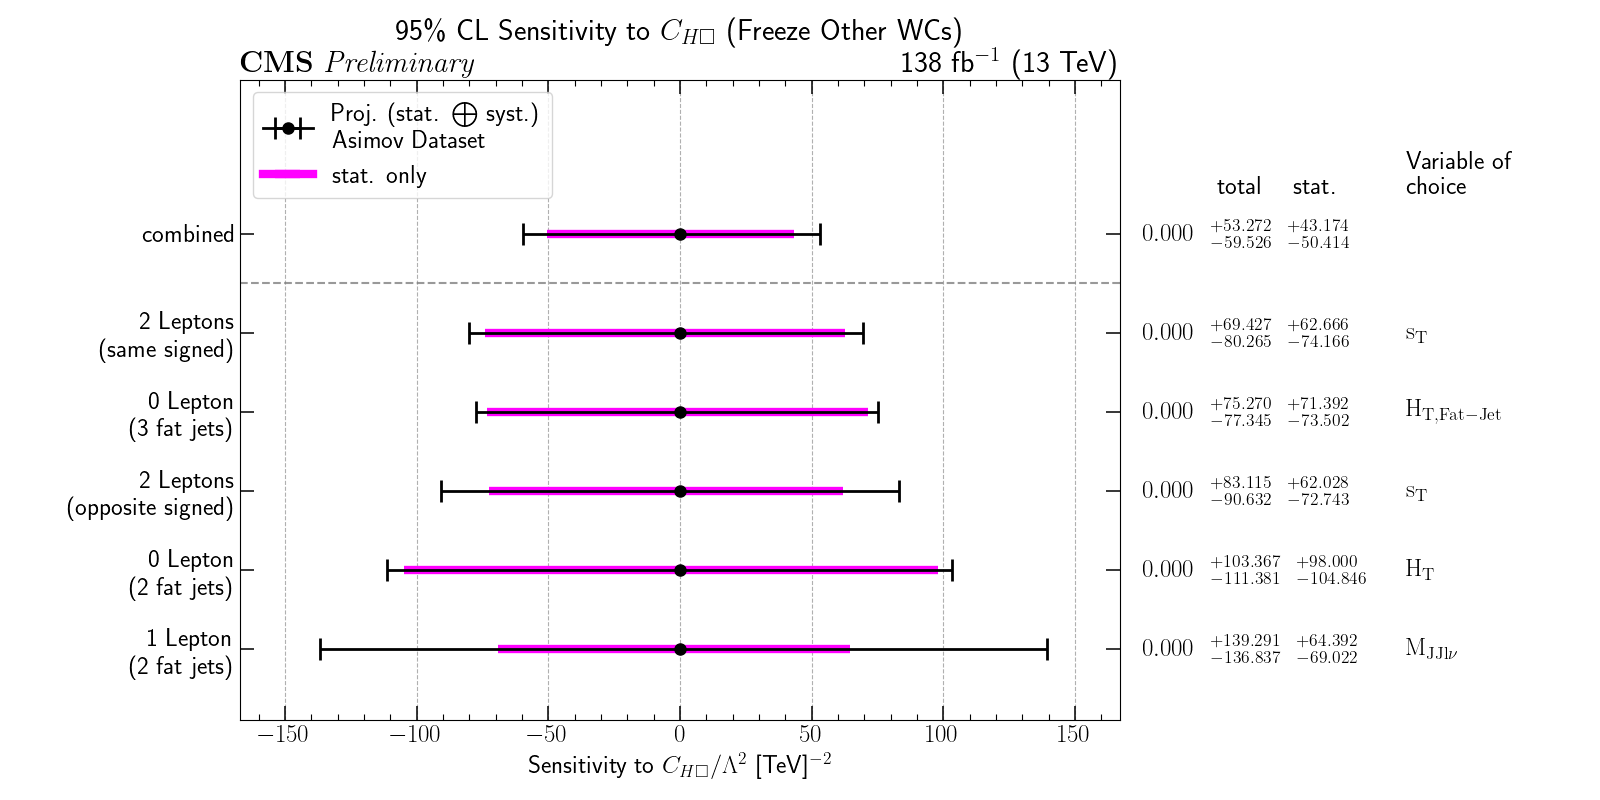 95% CL Sensitivity to C_{H□} (Freeze Other WCs)
CMS Preliminary 138 fb^{−1} (13 TeV)
Proj. (stat. ⨁ syst.)
Asimov Dataset
stat. only
total stat. Variable of
choice
combined 0.000 +53.272 −59.526 +43.174 −50.414
2 Leptons
(same signed) 0.000 +69.427 −80.265 +62.666 −74.166 s_T
0 Lepton
(3 fat jets) 0.000 +75.270 −77.345 +71.392 −73.502 H_{T,Fat−Jet}
2 Leptons
(opposite signed) 0.000 +83.115 −90.632 +62.028 −72.743 s_T
0 Lepton
(2 fat jets) 0.000 +103.367 −111.381 +98.000 −104.846 H_T
1 Lepton
(2 fat jets) 0.000 +139.291 −136.837 +64.392 −69.022 M_{JJlν}
−150 −100 −50 0 50 100 150
Sensitivity to C_{H□}/Λ² [TeV]^{−2}